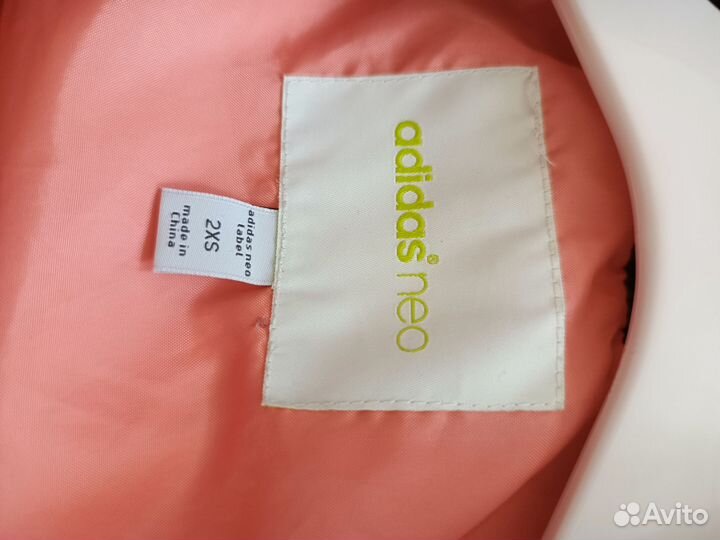 adidas® neo
adidas neo
label
2XS
made in
China
Avito